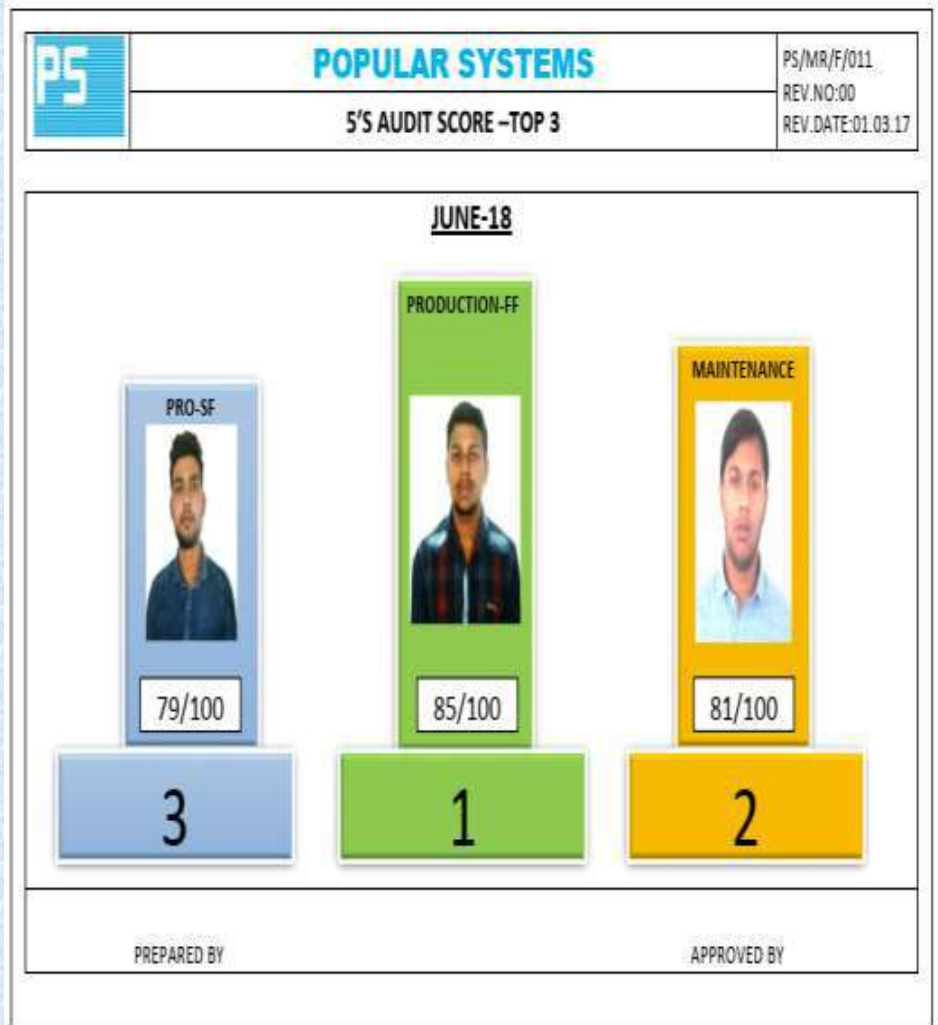 PS
POPULAR SYSTEMS
5'S AUDIT SCORE –TOP 3
PS/MR/F/011
REV.NO:00
REV.DATE:01.03.17
JUNE-18
PRO-SF
79/100
3
PRODUCTION-FF
85/100
1
MAINTENANCE
81/100
2
PREPARED BY
APPROVED BY